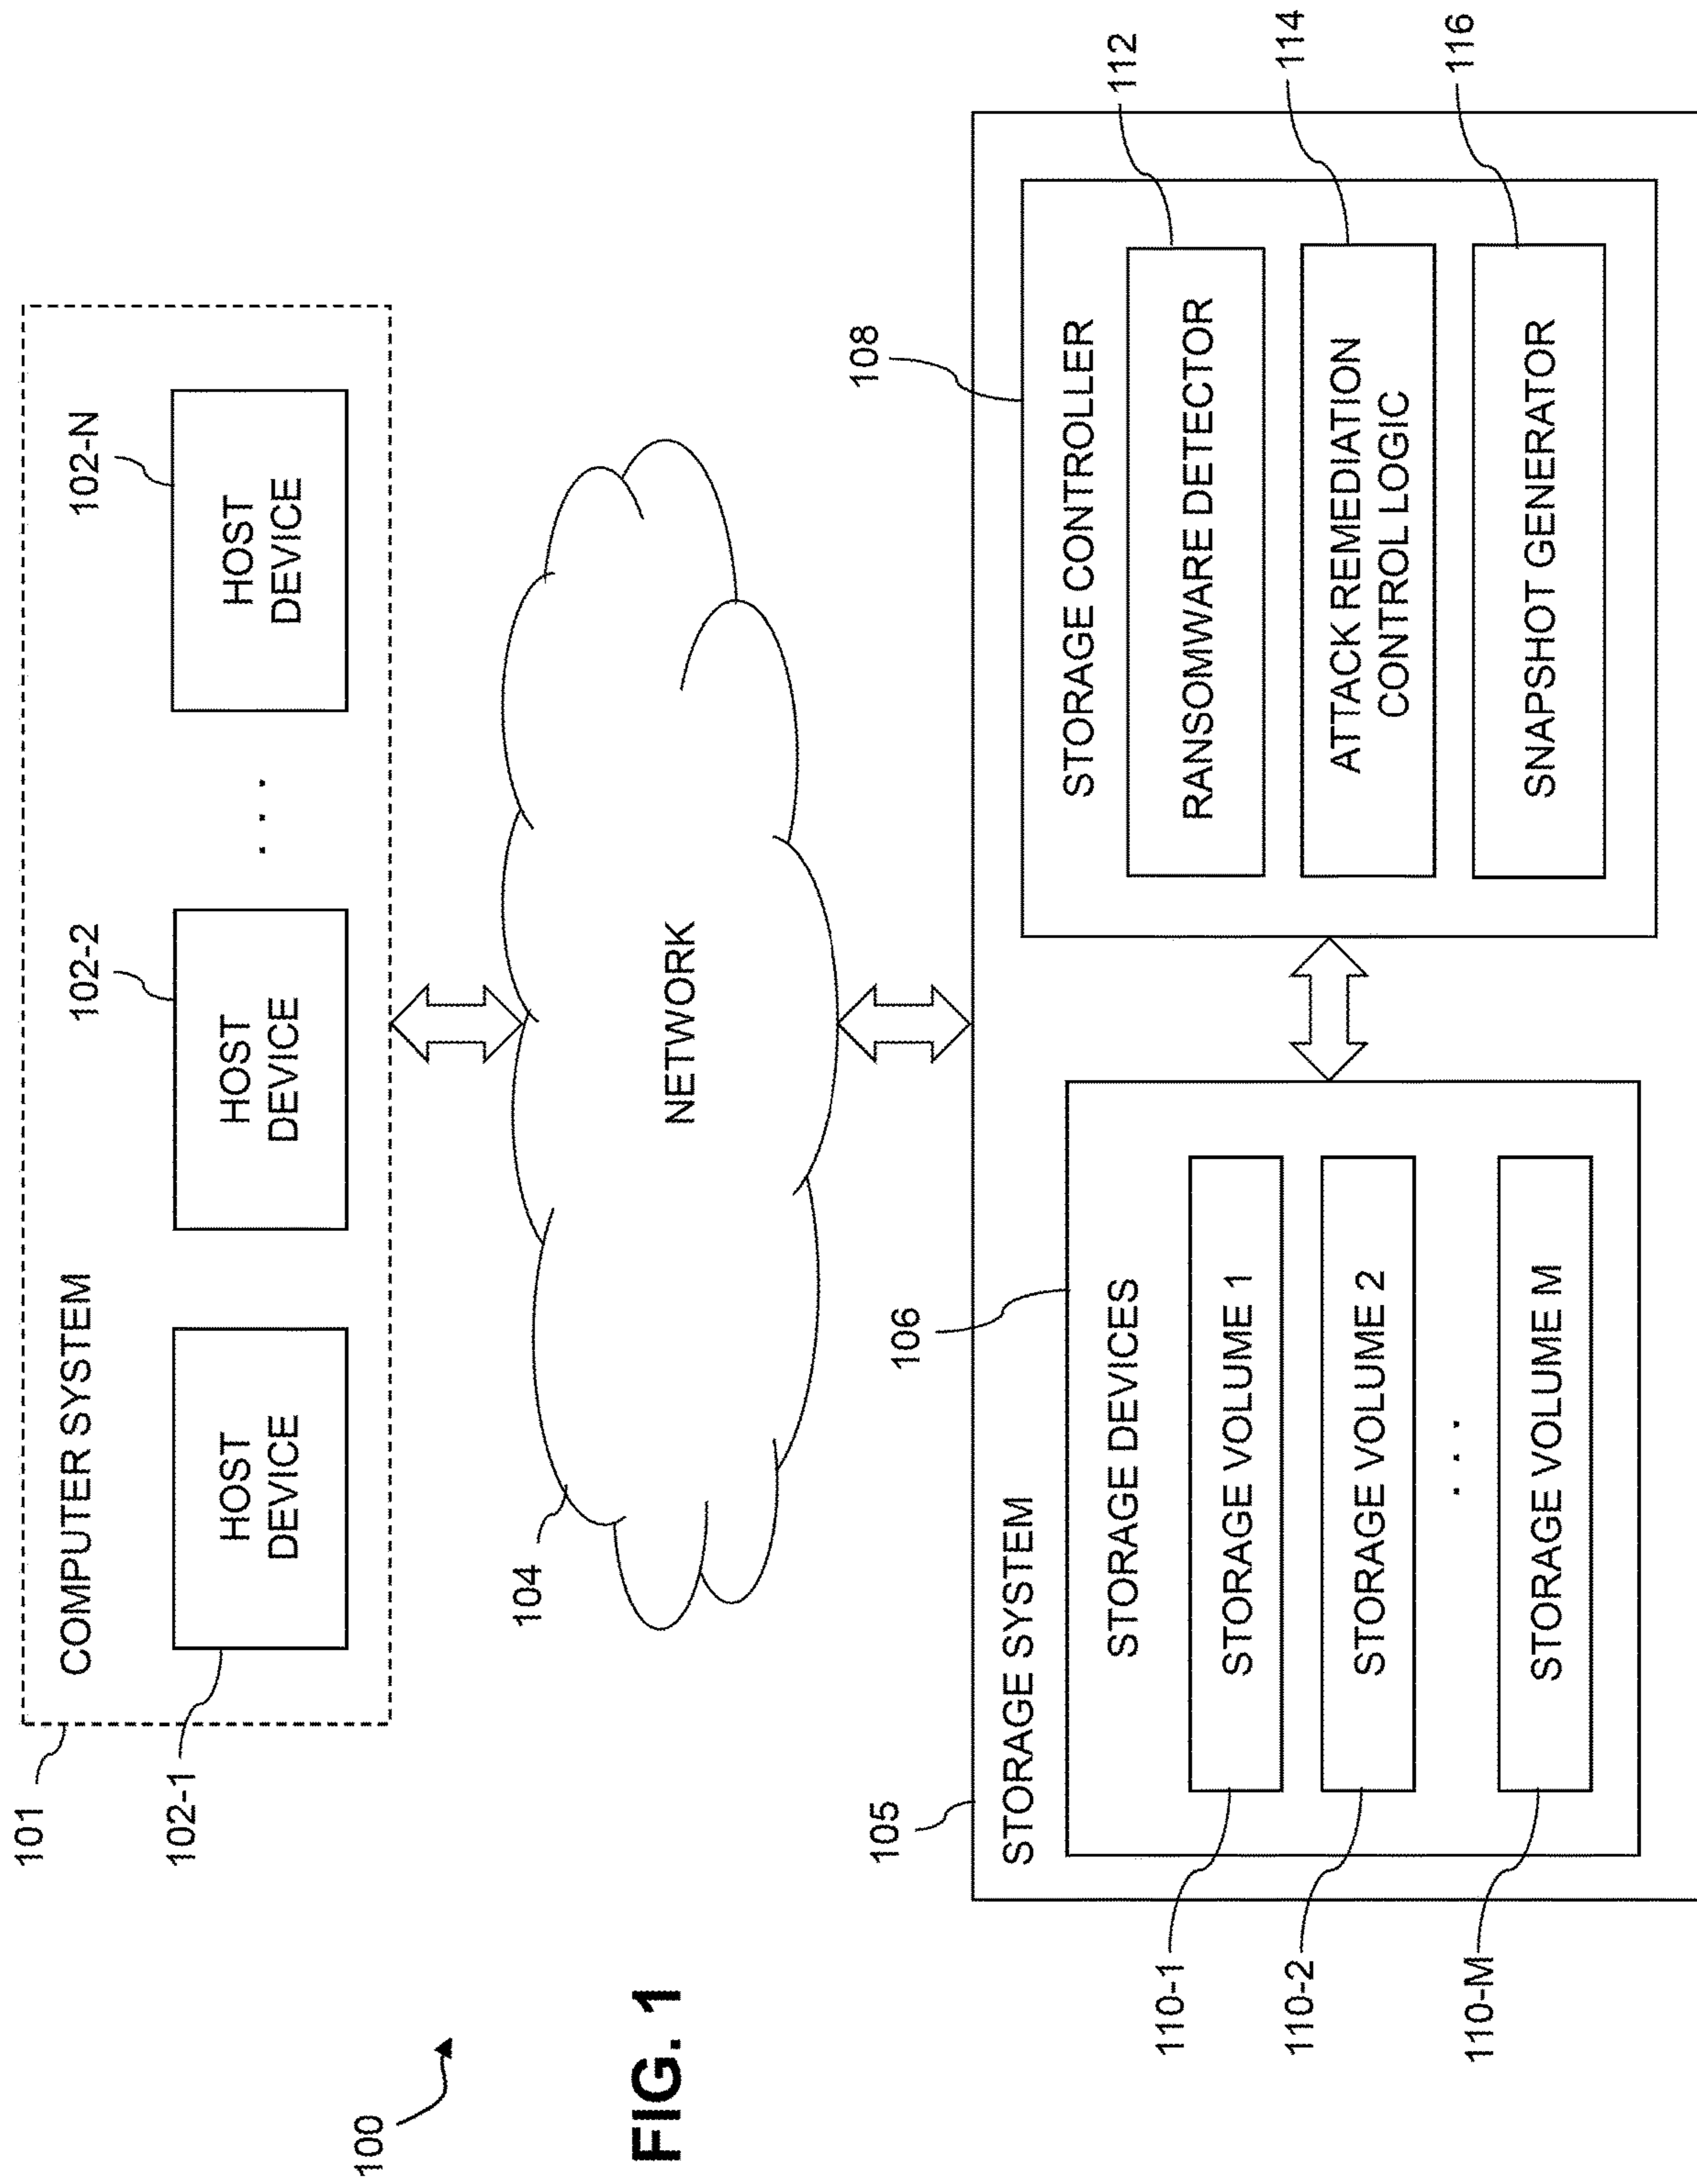 FIG. 1
100
101
COMPUTER SYSTEM
102-1
HOST
DEVICE
102-2
HOST
DEVICE
. . .
102-N
HOST
DEVICE
104
NETWORK
105
STORAGE SYSTEM
106
STORAGE DEVICES
110-1
STORAGE VOLUME 1
110-2
STORAGE VOLUME 2
. . .
110-M
STORAGE VOLUME M
108
STORAGE CONTROLLER
112
RANSOMWARE DETECTOR
114
ATTACK REMEDIATION
CONTROL LOGIC
116
SNAPSHOT GENERATOR